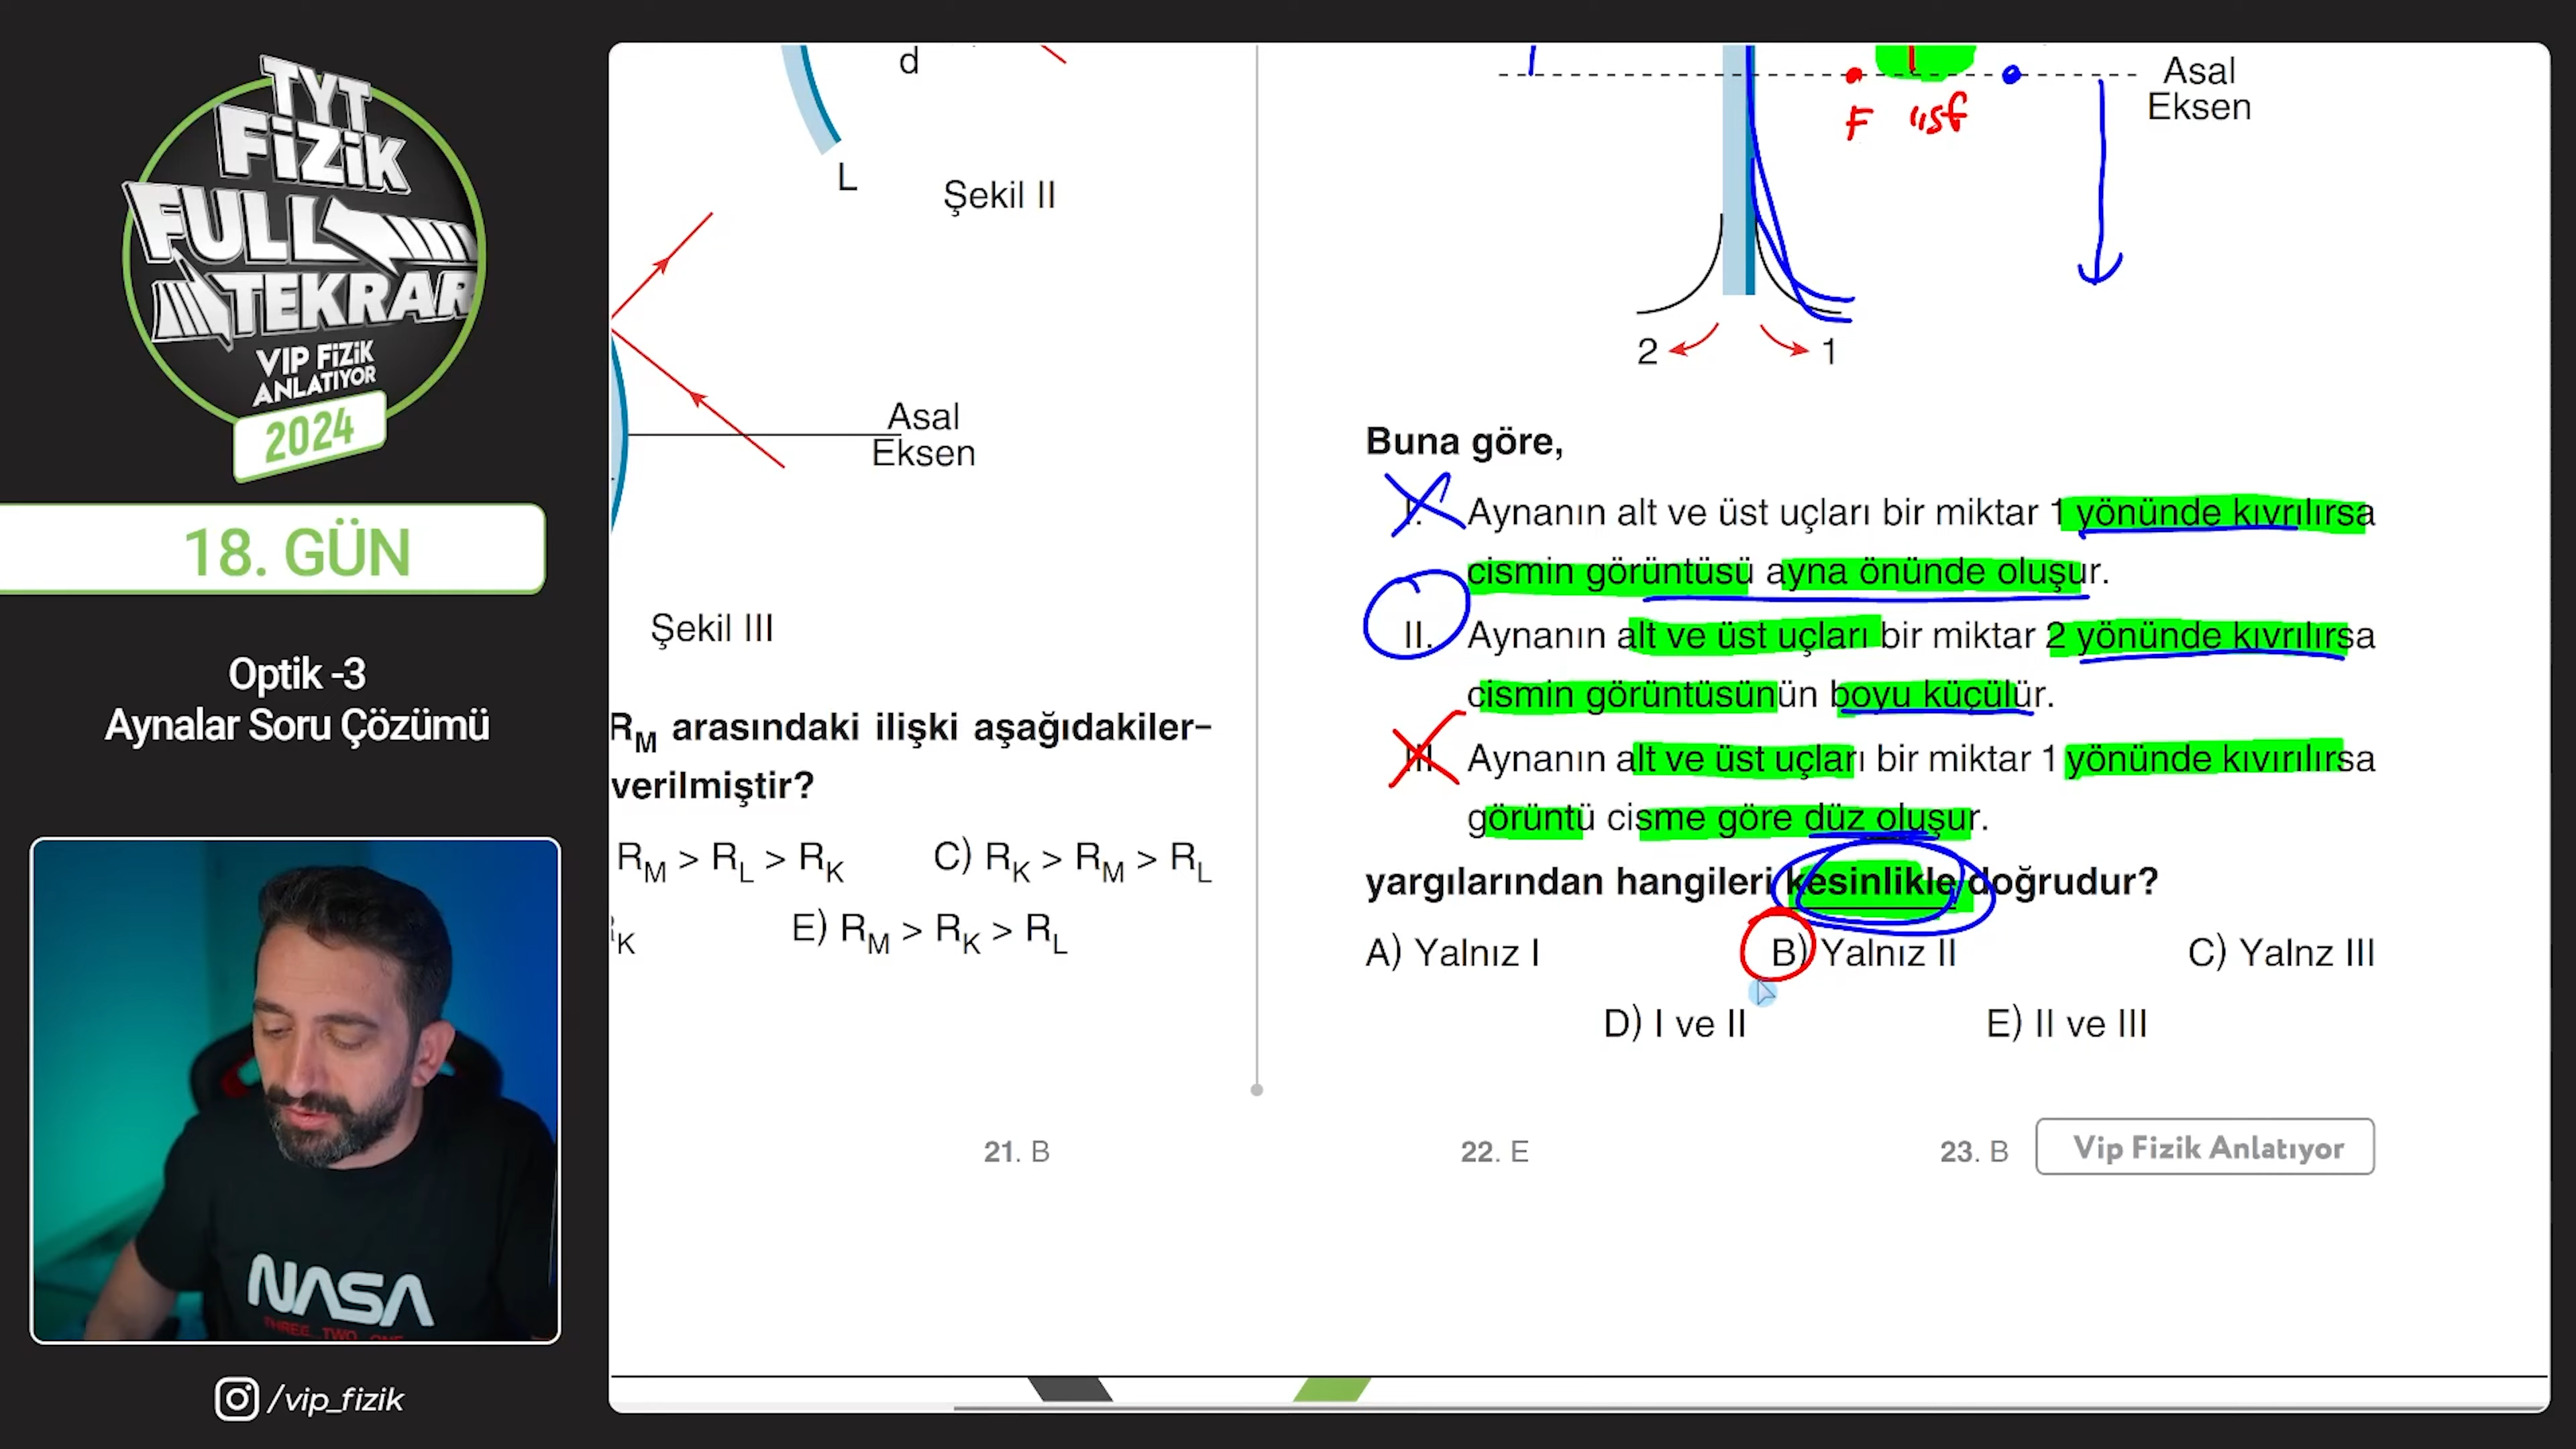 TYT
FİZİK
FULL
TEKRAR
VIP FİZİK
ANLATIYOR
2024
18. GÜN
Optik -3
Aynalar Soru Çözümü
NASA
/vip_fizik
d
L
Şekil II
Asal
Eksen
Şekil III
RM arasındaki ilişki aşağıdakiler–
verilmiştir?
RM > RL > RK
C) RK > RM > RL
K
E) RM > RK > RL
Asal
Eksen
F
2
1
Buna göre,
I. Aynanın alt ve üst uçları bir miktar 1 yönünde kıvrılırsa
cismin görüntüsü ayna önünde oluşur.
II. Aynanın alt ve üst uçları bir miktar 2 yönünde kıvrılırsa
cismin görüntüsünün boyu küçülür.
III. Aynanın alt ve üst uçları bir miktar 1 yönünde kıvırılırsa
görüntü cisme göre düz oluşur.
yargılarından hangileri kesinlikle doğrudur?
A) Yalnız I
B) Yalnız II
C) Yalnz III
D) I ve II
E) II ve III
21. B
22. E
23. B
Vip Fizik Anlatıyor